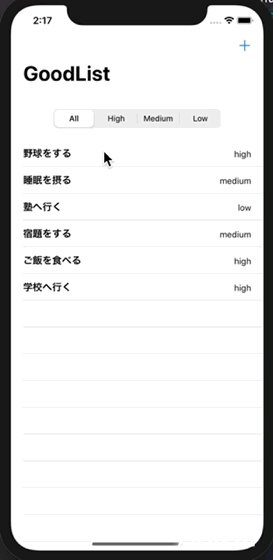 2:17
+
GoodList
All High Medium Low
野球をする high
睡眠を摂る medium
塾へ行く low
宿題をする medium
ご飯を食べる high
学校へ行く high